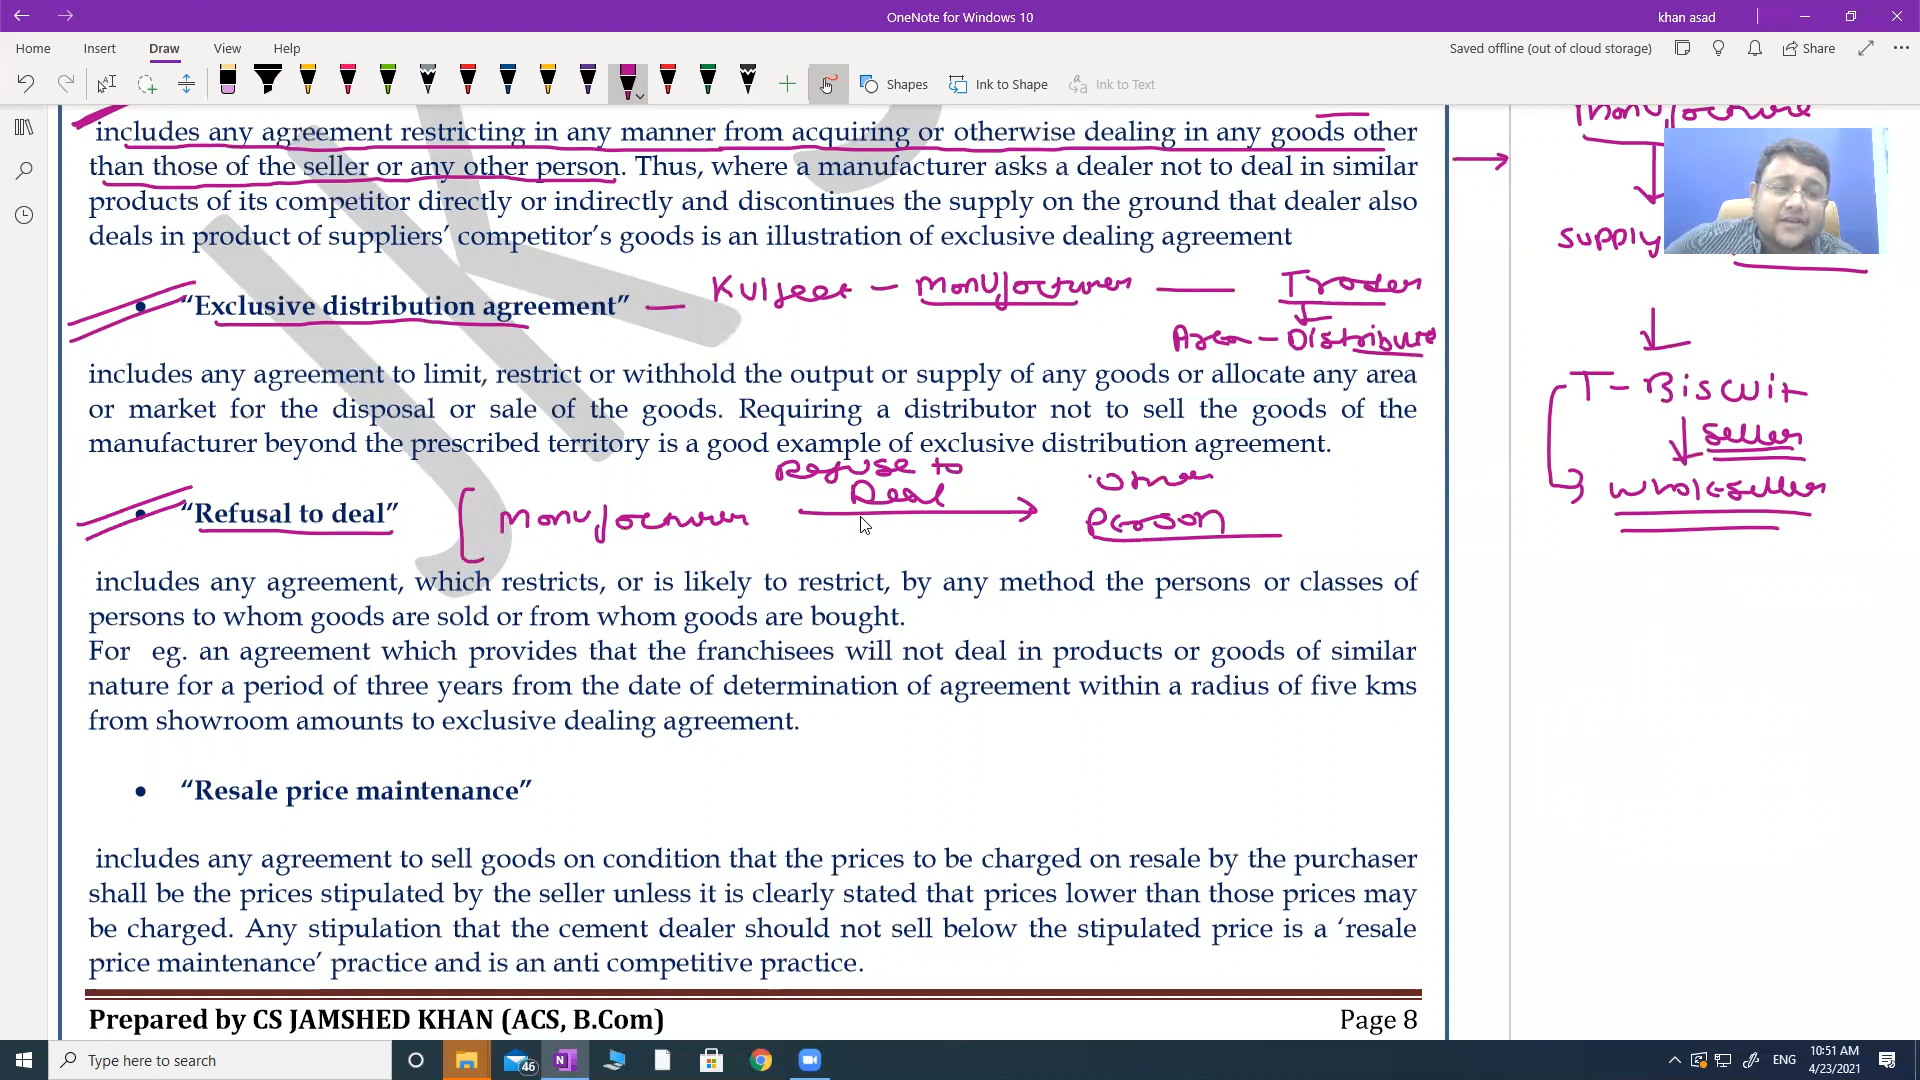 OneNote for Windows 10
khan asad
Home Insert Draw View Help
Saved offline (out of cloud storage)
Share
Shapes
Ink to Shape
Ink to Text
includes any agreement restricting in any manner from acquiring or otherwise dealing in any goods other
than those of the seller or any other person. Thus, where a manufacturer asks a dealer not to deal in similar
products of its competitor directly or indirectly and discontinues the supply on the ground that dealer also
deals in product of suppliers’ competitor’s goods is an illustration of exclusive dealing agreement
• “Exclusive distribution agreement” — Kuljeet - Manufacturer — Trader
Area - Distribute
includes any agreement to limit, restrict or withhold the output or supply of any goods or allocate any area
or market for the disposal or sale of the goods. Requiring a distributor not to sell the goods of the
manufacturer beyond the prescribed territory is a good example of exclusive distribution agreement.
Refuse to
Deal
other
• “Refusal to deal” [ Manufacturer → Person
includes any agreement, which restricts, or is likely to restrict, by any method the persons or classes of
persons to whom goods are sold or from whom goods are bought.
For eg. an agreement which provides that the franchisees will not deal in products or goods of similar
nature for a period of three years from the date of determination of agreement within a radius of five kms
from showroom amounts to exclusive dealing agreement.
• “Resale price maintenance”
includes any agreement to sell goods on condition that the prices to be charged on resale by the purchaser
shall be the prices stipulated by the seller unless it is clearly stated that prices lower than those prices may
be charged. Any stipulation that the cement dealer should not sell below the stipulated price is a ‘resale
price maintenance’ practice and is an anti competitive practice.
Prepared by CS JAMSHED KHAN (ACS, B.Com)
Page 8
supply
T - Biscuit
seller
wholeseller
Type here to search
46
ENG
10:51 AM
4/23/2021